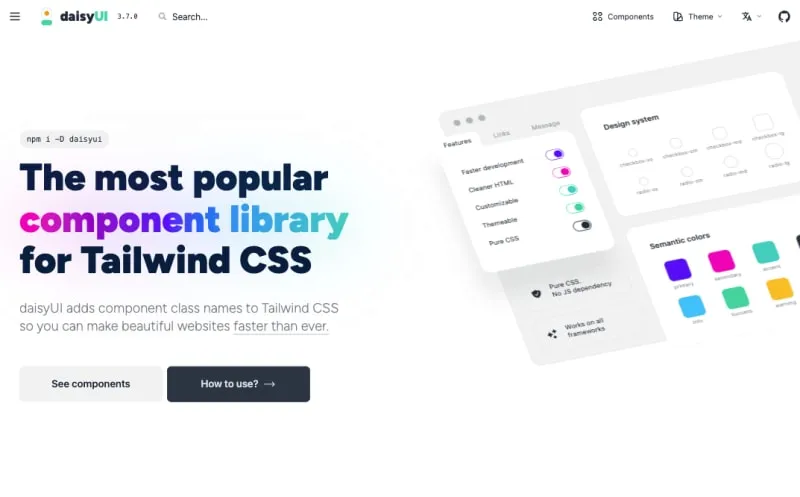 daisyUI 3.7.0 Search... Components Theme
npm i -D daisyui
The most popular
component library
for Tailwind CSS
daisyUI adds component class names to Tailwind CSS
so you can make beautiful websites faster than ever.
See components How to use? →
Features Links Message
Faster development
Cleaner HTML
Customizable
Themeable
Pure CSS
Pure CSS.
No JS dependency
Works on all
frameworks
Design system
checkbox-xs checkbox-sm checkbox-md checkbox-lg
radio-xs radio-sm radio-md radio-lg
Semantic colors
primary secondary accent
info success warning